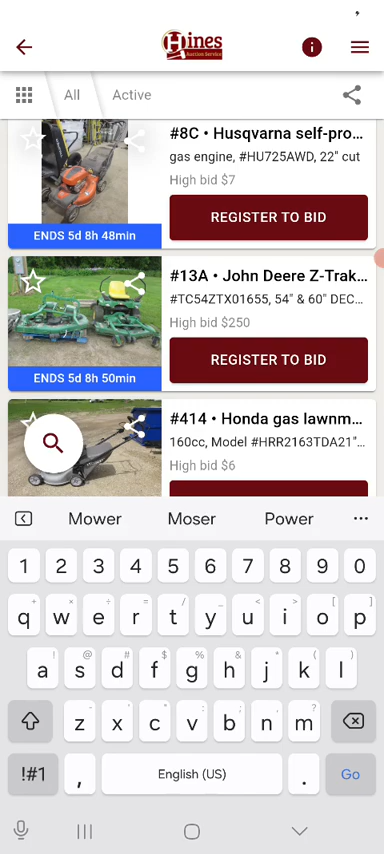 Hines
Auction Service
All
Active
#8C • Husqvarna self-pro...
gas engine, #HU725AWD, 22" cut
High bid $7
REGISTER TO BID
ENDS 5d 8h 48min
#13A • John Deere Z-Trak...
#TC54ZTX01655, 54" & 60" DEC...
High bid $250
REGISTER TO BID
ENDS 5d 8h 50min
#414 • Honda gas lawnm...
160cc, Model #HRR2163TDA21"...
High bid $6
Mower Moser Power
1 2 3 4 5 6 7 8 9 0
+ × ÷ = / _ < > [ ]
q w e r t y u i o p
! @ # $ % & * ( )
a s d f g h j k l
- ' " : ; , ?
z x c v b n m
!#1 , English (US) . Go